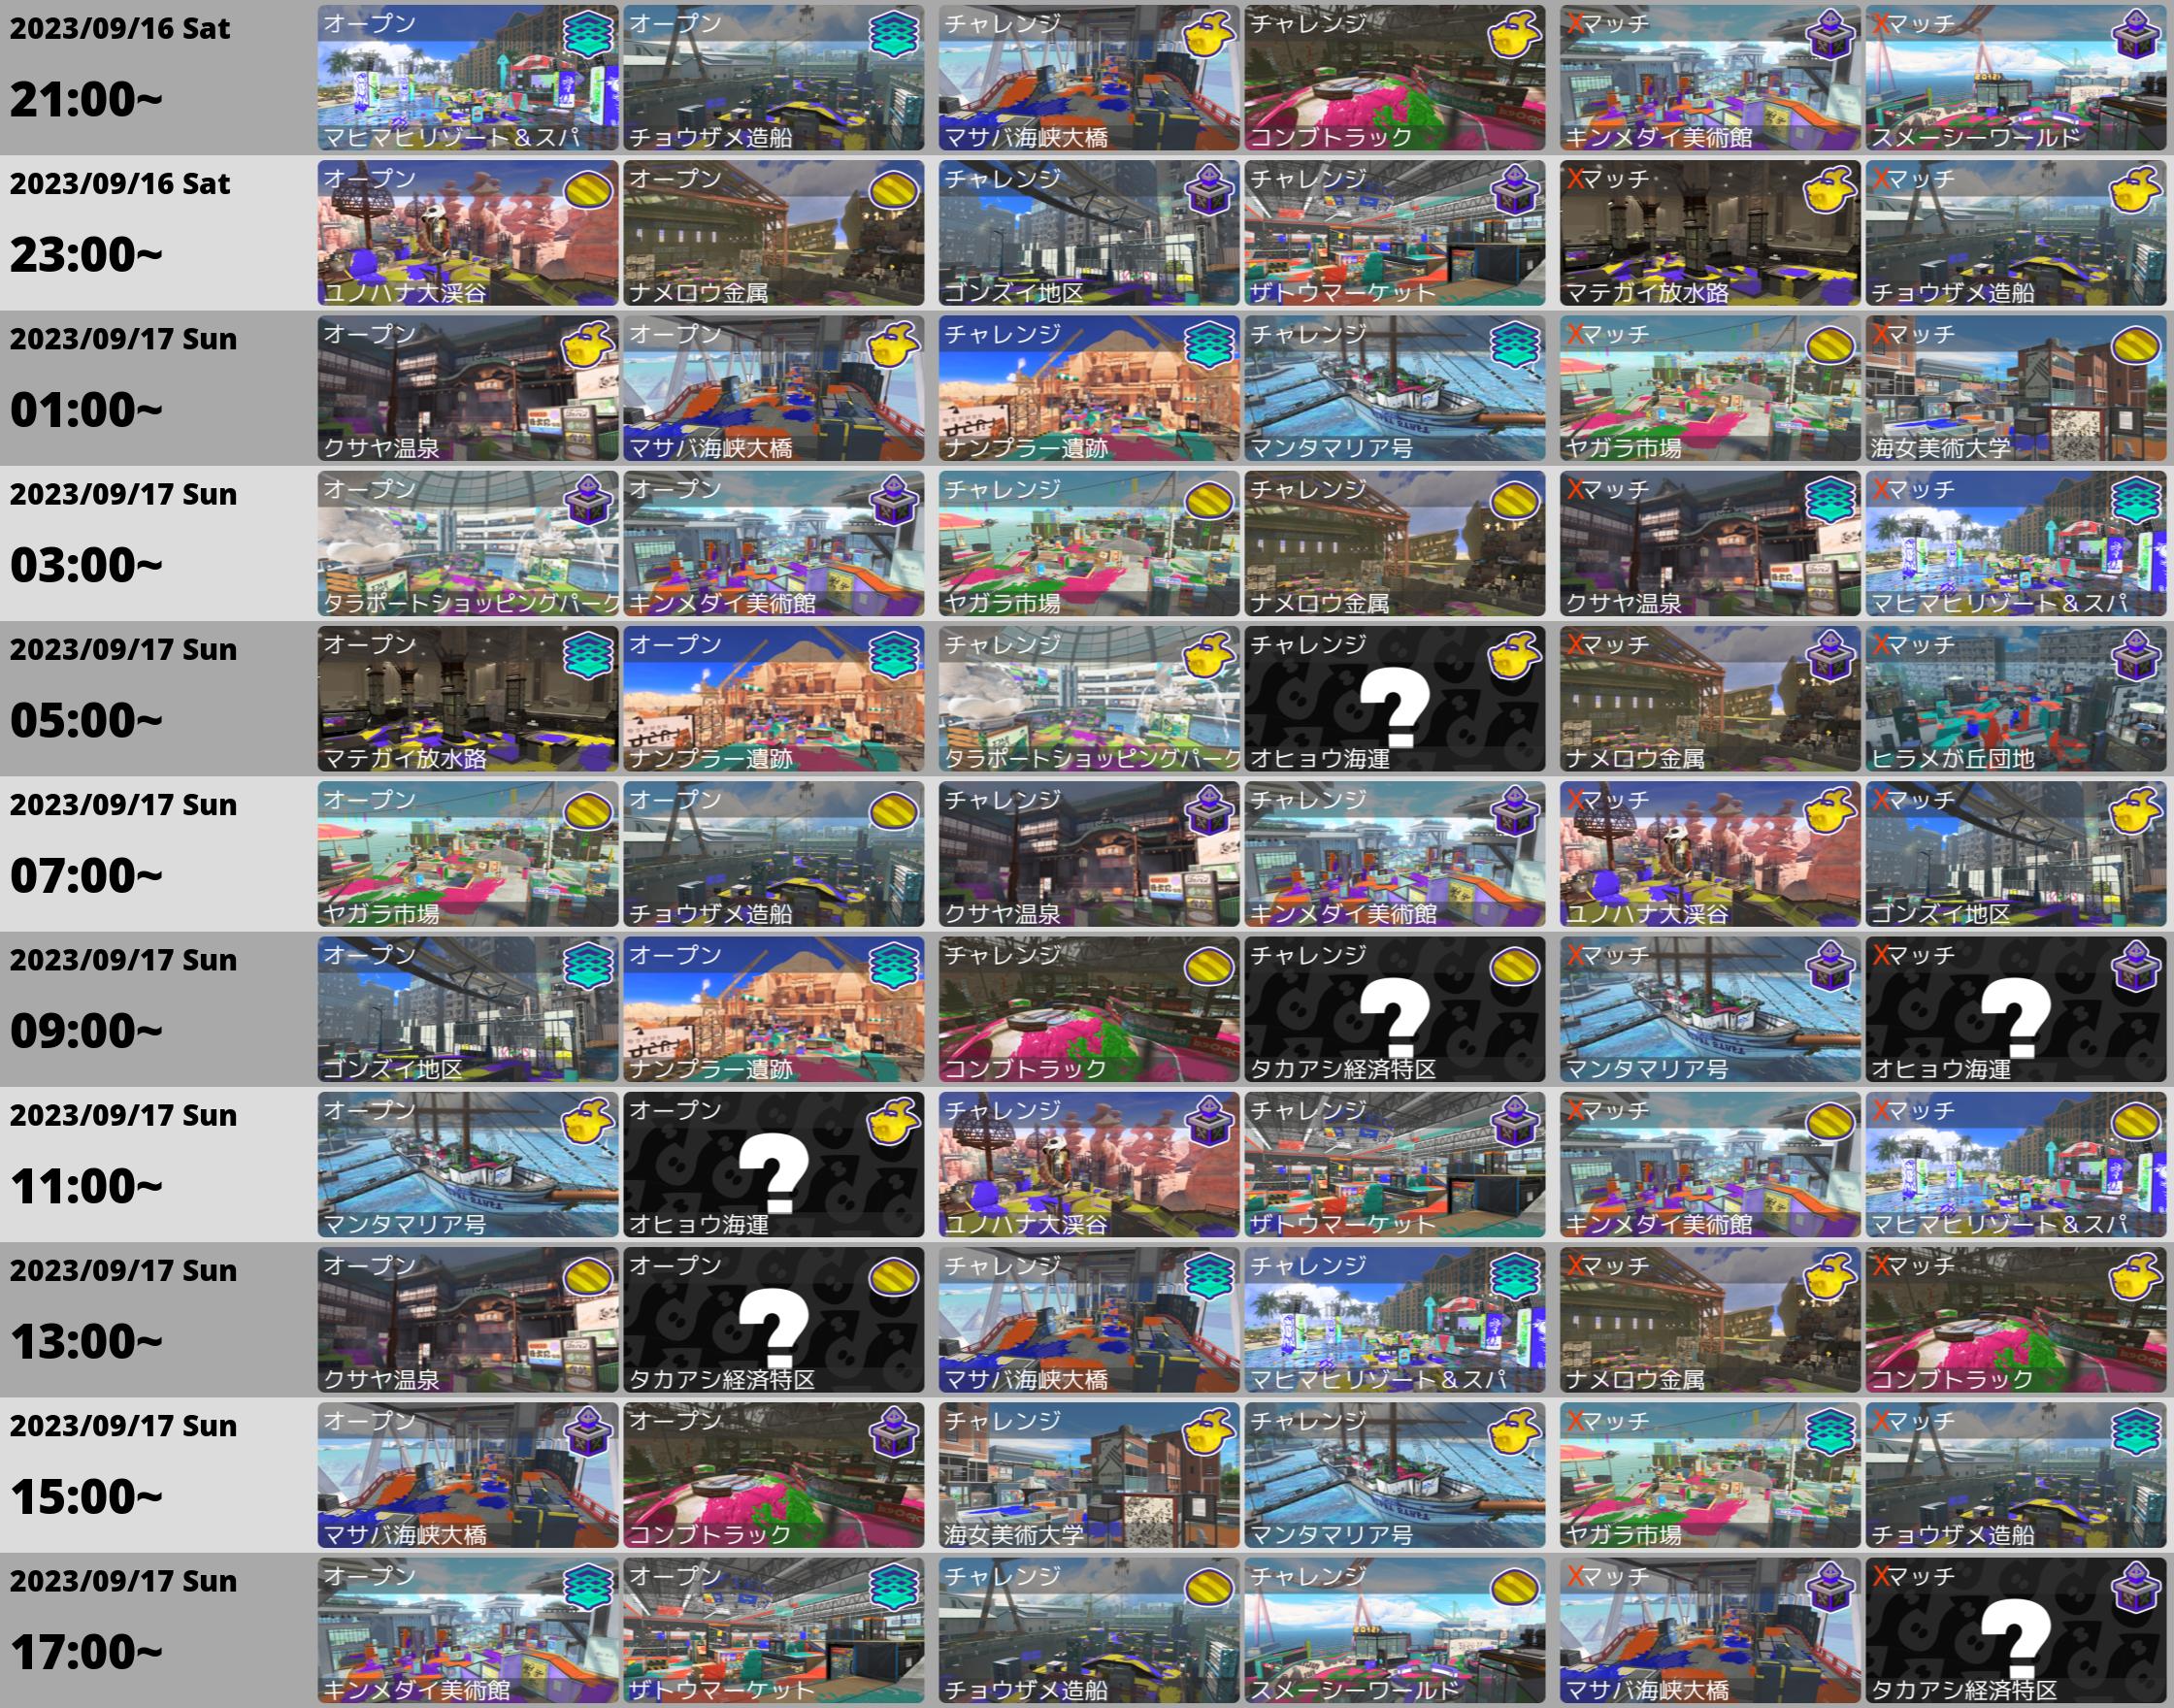 2023/09/16 Sat
21:00~
オープン
マヒマヒリゾート＆スパ
オープン
チョウザメ造船
チャレンジ
マサバ海峡大橋
チャレンジ
コンブトラック
Xマッチ
キンメダイ美術館
Xマッチ
スメーシーワールド
2023/09/16 Sat
23:00~
オープン
ユノハナ大渓谷
オープン
ナメロウ金属
チャレンジ
ゴンズイ地区
チャレンジ
ザトウマーケット
Xマッチ
マテガイ放水路
Xマッチ
チョウザメ造船
2023/09/17 Sun
01:00~
オープン
クサヤ温泉
オープン
マサバ海峡大橋
チャレンジ
ナンプラー遺跡
チャレンジ
マンタマリア号
Xマッチ
ヤガラ市場
Xマッチ
海女美術大学
2023/09/17 Sun
03:00~
オープン
タラポートショッピングパーク
オープン
キンメダイ美術館
チャレンジ
ヤガラ市場
チャレンジ
ナメロウ金属
Xマッチ
クサヤ温泉
Xマッチ
マヒマヒリゾート＆スパ
2023/09/17 Sun
05:00~
オープン
マテガイ放水路
オープン
ナンプラー遺跡
チャレンジ
タラポートショッピングパーク
チャレンジ
?
オヒョウ海運
Xマッチ
ナメロウ金属
Xマッチ
ヒラメが丘団地
2023/09/17 Sun
07:00~
オープン
ヤガラ市場
オープン
チョウザメ造船
チャレンジ
クサヤ温泉
チャレンジ
キンメダイ美術館
Xマッチ
ユノハナ大渓谷
Xマッチ
ゴンズイ地区
2023/09/17 Sun
09:00~
オープン
ゴンズイ地区
オープン
ナンプラー遺跡
チャレンジ
コンブトラック
チャレンジ
?
タカアシ経済特区
Xマッチ
マンタマリア号
Xマッチ
?
オヒョウ海運
2023/09/17 Sun
11:00~
オープン
マンタマリア号
オープン
?
オヒョウ海運
チャレンジ
ユノハナ大渓谷
チャレンジ
ザトウマーケット
Xマッチ
キンメダイ美術館
Xマッチ
マヒマヒリゾート＆スパ
2023/09/17 Sun
13:00~
オープン
クサヤ温泉
オープン
?
タカアシ経済特区
チャレンジ
マサバ海峡大橋
チャレンジ
マヒマヒリゾート＆スパ
Xマッチ
ナメロウ金属
Xマッチ
コンブトラック
2023/09/17 Sun
15:00~
オープン
マサバ海峡大橋
オープン
コンブトラック
チャレンジ
海女美術大学
チャレンジ
マンタマリア号
Xマッチ
ヤガラ市場
Xマッチ
チョウザメ造船
2023/09/17 Sun
17:00~
オープン
キンメダイ美術館
オープン
ザトウマーケット
チャレンジ
チョウザメ造船
チャレンジ
スメーシーワールド
Xマッチ
マサバ海峡大橋
Xマッチ
?
タカアシ経済特区